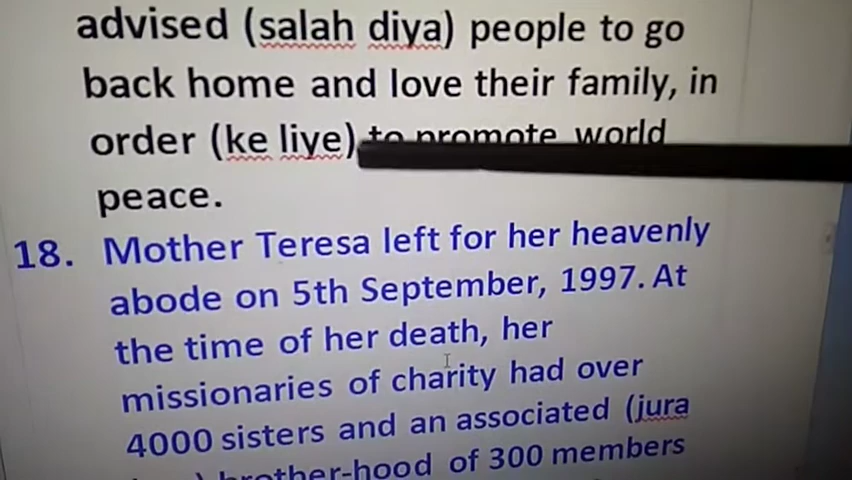 advised (salah diya) people to go
back home and love their family, in
order (ke liye) to promote world
peace.
18. Mother Teresa left for her heavenly
abode on 5th September, 1997. At
the time of her death, her
missionaries of charity had over
4000 sisters and an associated (jura
) brother-hood of 300 members